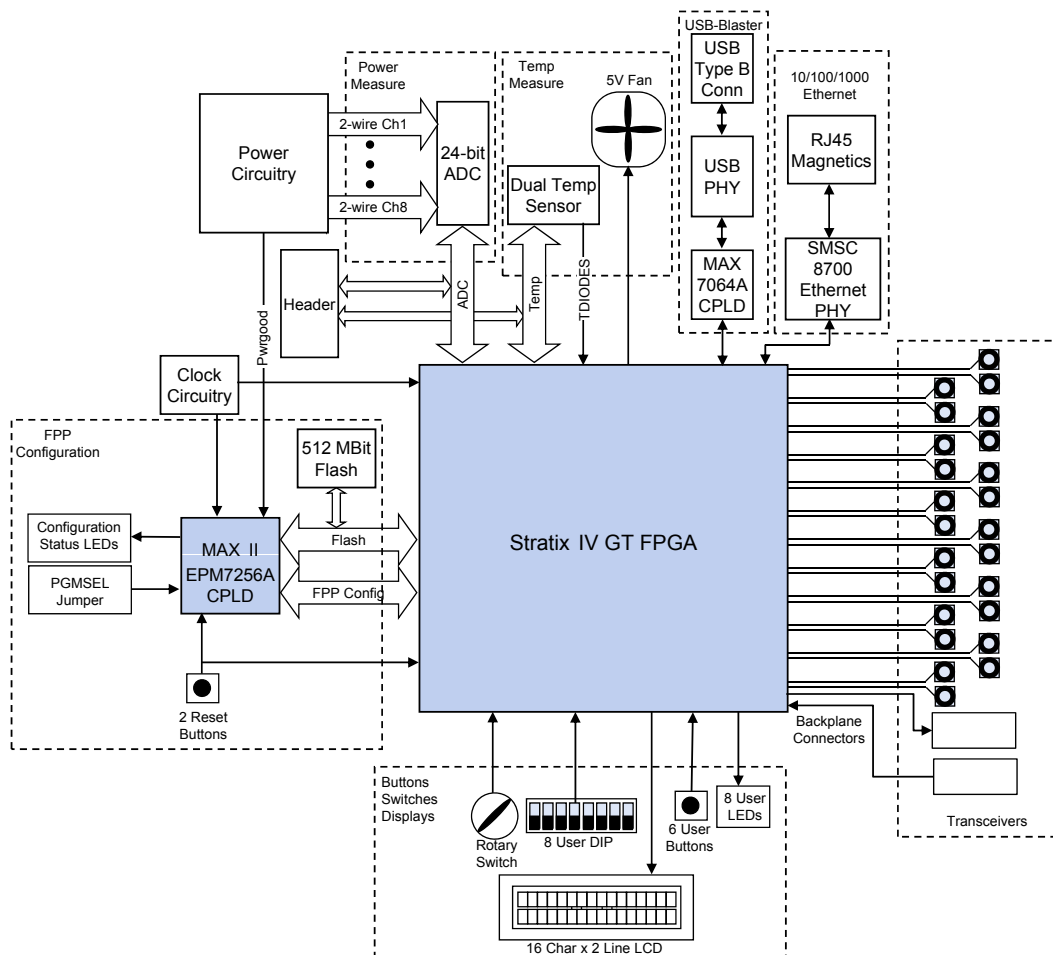 USB-Blaster
Power
Measure
Temp
Measure
5V Fan
USB
Type B
Conn
10/100/1000
Ethernet
Power
Circuitry
2-wire Ch1
2-wire Ch8
24-bit
ADC
Dual Temp
Sensor
USB
PHY
RJ45
Magnetics
MAX
7064A
CPLD
SMSC
8700
Ethernet
PHY
Header
ADC
Temp
TDIODES
Pwrgood
Clock
Circuitry
FPP
Configuration
512 MBit
Flash
Configuration
Status LEDs
PGMSEL
Jumper
MAX II
EPM7256A
CPLD
Flash
FPP Config
Stratix IV GT FPGA
2 Reset
Buttons
Backplane
Connectors
Transceivers
Buttons
Switches
Displays
Rotary
Switch
8 User DIP
6 User
Buttons
8 User
LEDs
16 Char x 2 Line LCD